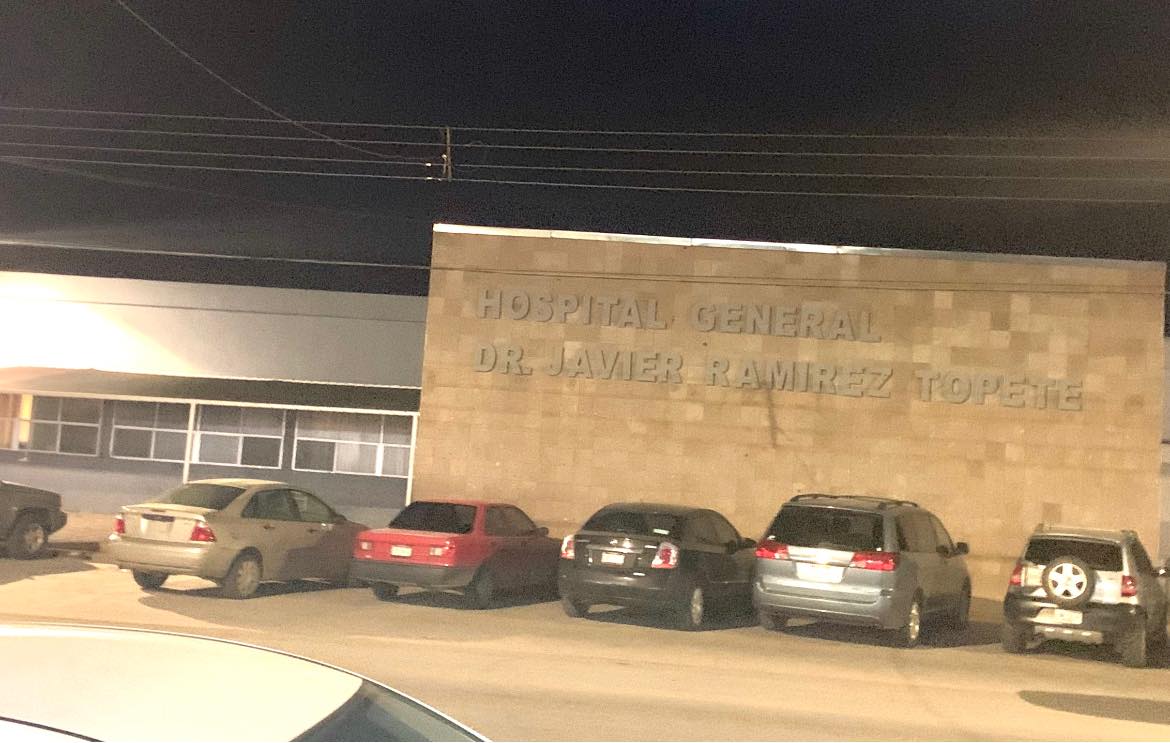 HOSPITAL GENERAL
DR. JAVIER RAMIREZ TOPETE